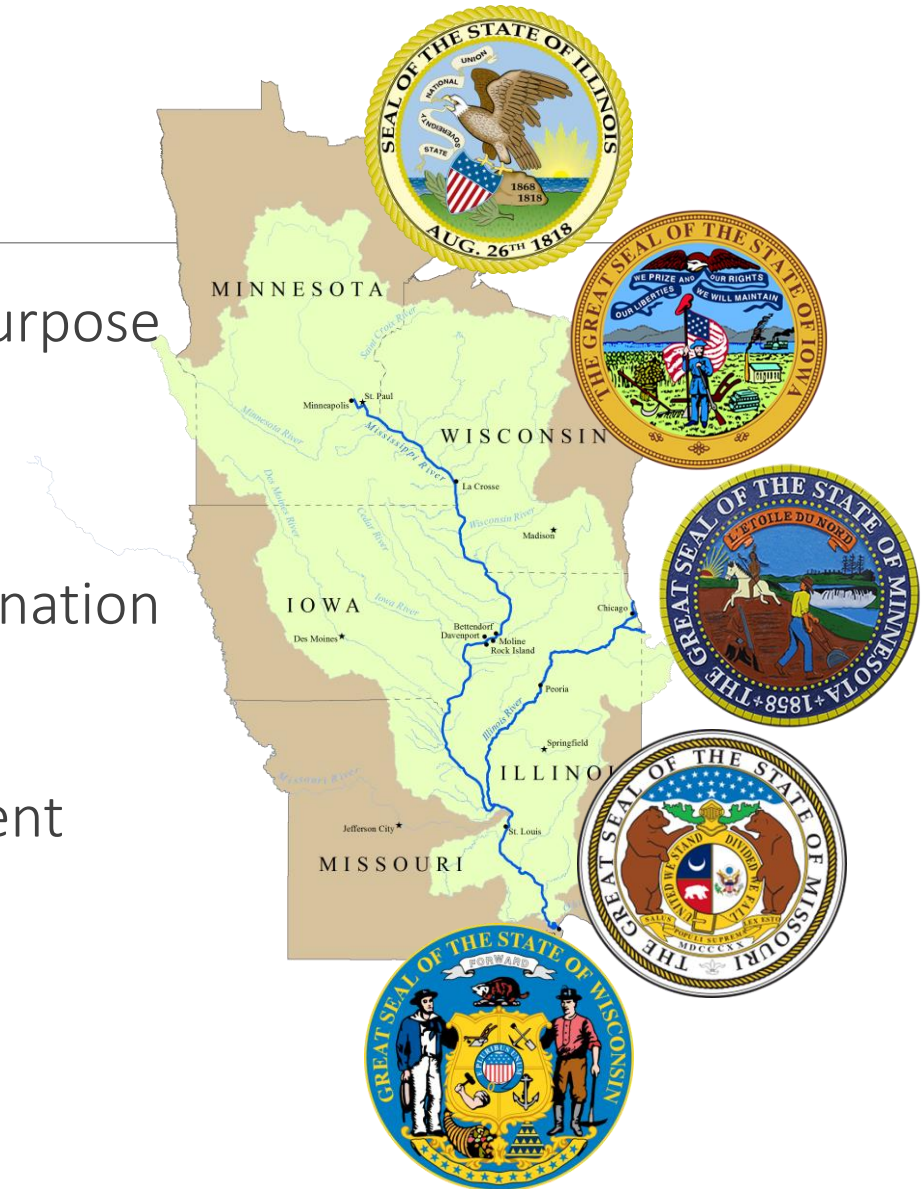 SEAL OF THE STATE OF ILLINOIS
NATIONAL UNION
STATE SOVEREIGNTY
1868
1818
AUG. 26TH 1818
THE GREAT SEAL OF THE STATE OF IOWA
WE PRIZE AND OUR RIGHTS
OUR LIBERTIES WE WILL MAINTAIN
MINNESOTA
urpose
Saint Croix River
St. Paul
Minneapolis
Minnesota River
Mississippi River
WISCONSIN
La Crosse
Des Moines River
Cedar River
Wisconsin River
Madison
THE GREAT SEAL OF THE STATE OF MINNESOTA
L'ETOILE DU NORD
1858
nation
IOWA
Iowa River
Chicago
Bettendorf
Davenport
Moline
Rock Island
Des Moines
Peoria
Illinois River
Springfield
ILLINOI
Missouri River
ent
Jefferson City
St. Louis
MISSOURI
THE GREAT SEAL OF THE STATE OF MISSOURI
UNITED WE STAND DIVIDED WE FALL
SALUS POPULI SUPREMA LEX ESTO
MDCCCXX
GREAT SEAL OF THE STATE OF WISCONSIN
FORWARD
E PLURIBUS UNUM